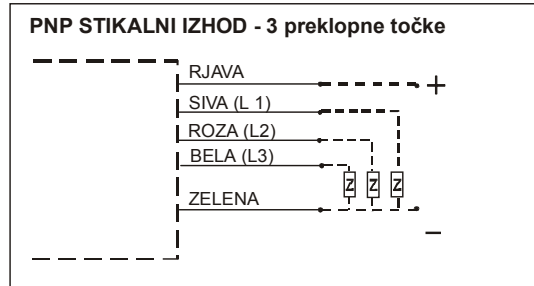 PNP STIKALNI IZHOD - 3 preklopne točke
RJAVA
+
SIVA (L 1)
ROZA (L2)
BELA (L3)
Z Z Z
ZELENA
–